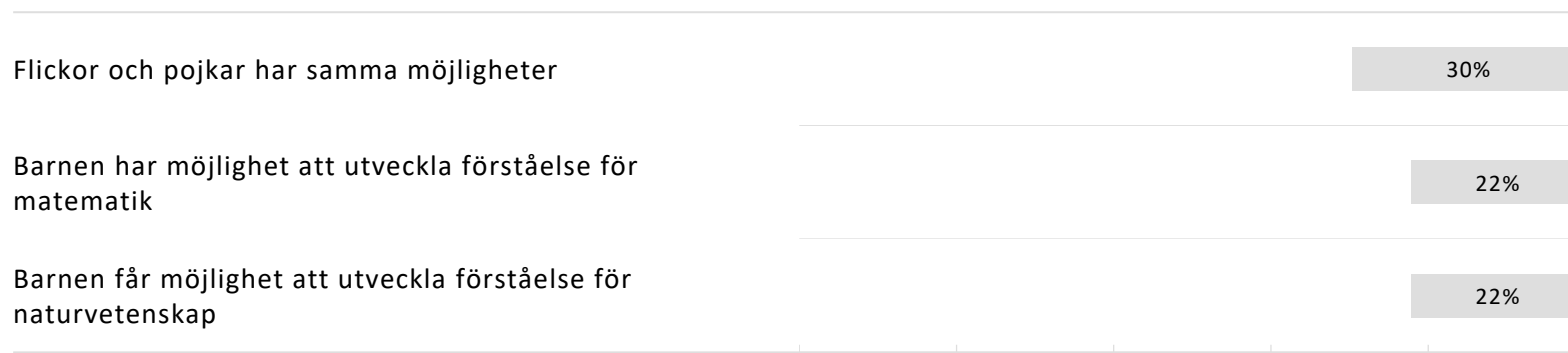 Flickor och pojkar har samma möjligheter
30%
Barnen har möjlighet att utveckla förståelse för
matematik
22%
Barnen får möjlighet att utveckla förståelse för
naturvetenskap
22%